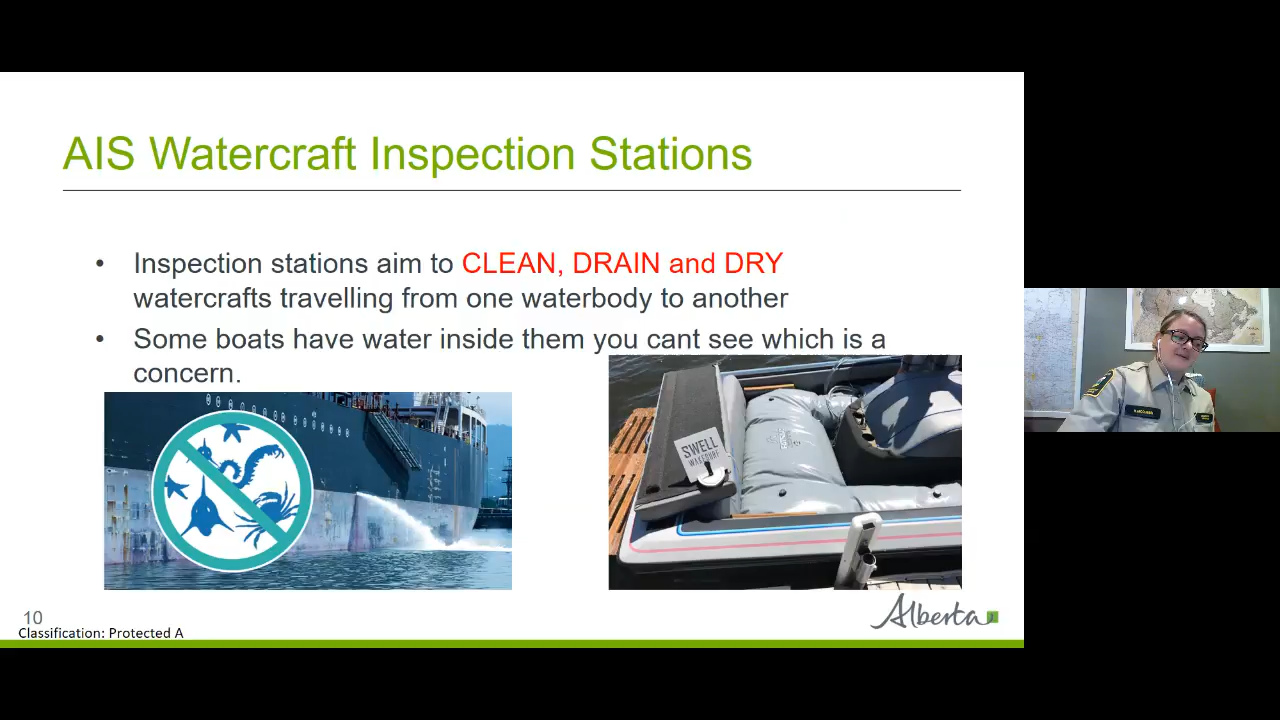 AIS Watercraft Inspection Stations
• Inspection stations aim to CLEAN, DRAIN and DRY
watercrafts travelling from one waterbody to another
• Some boats have water inside them you cant see which is a
concern.
SWELL
WAKESURF
10
Classification: Protected A
Alberta